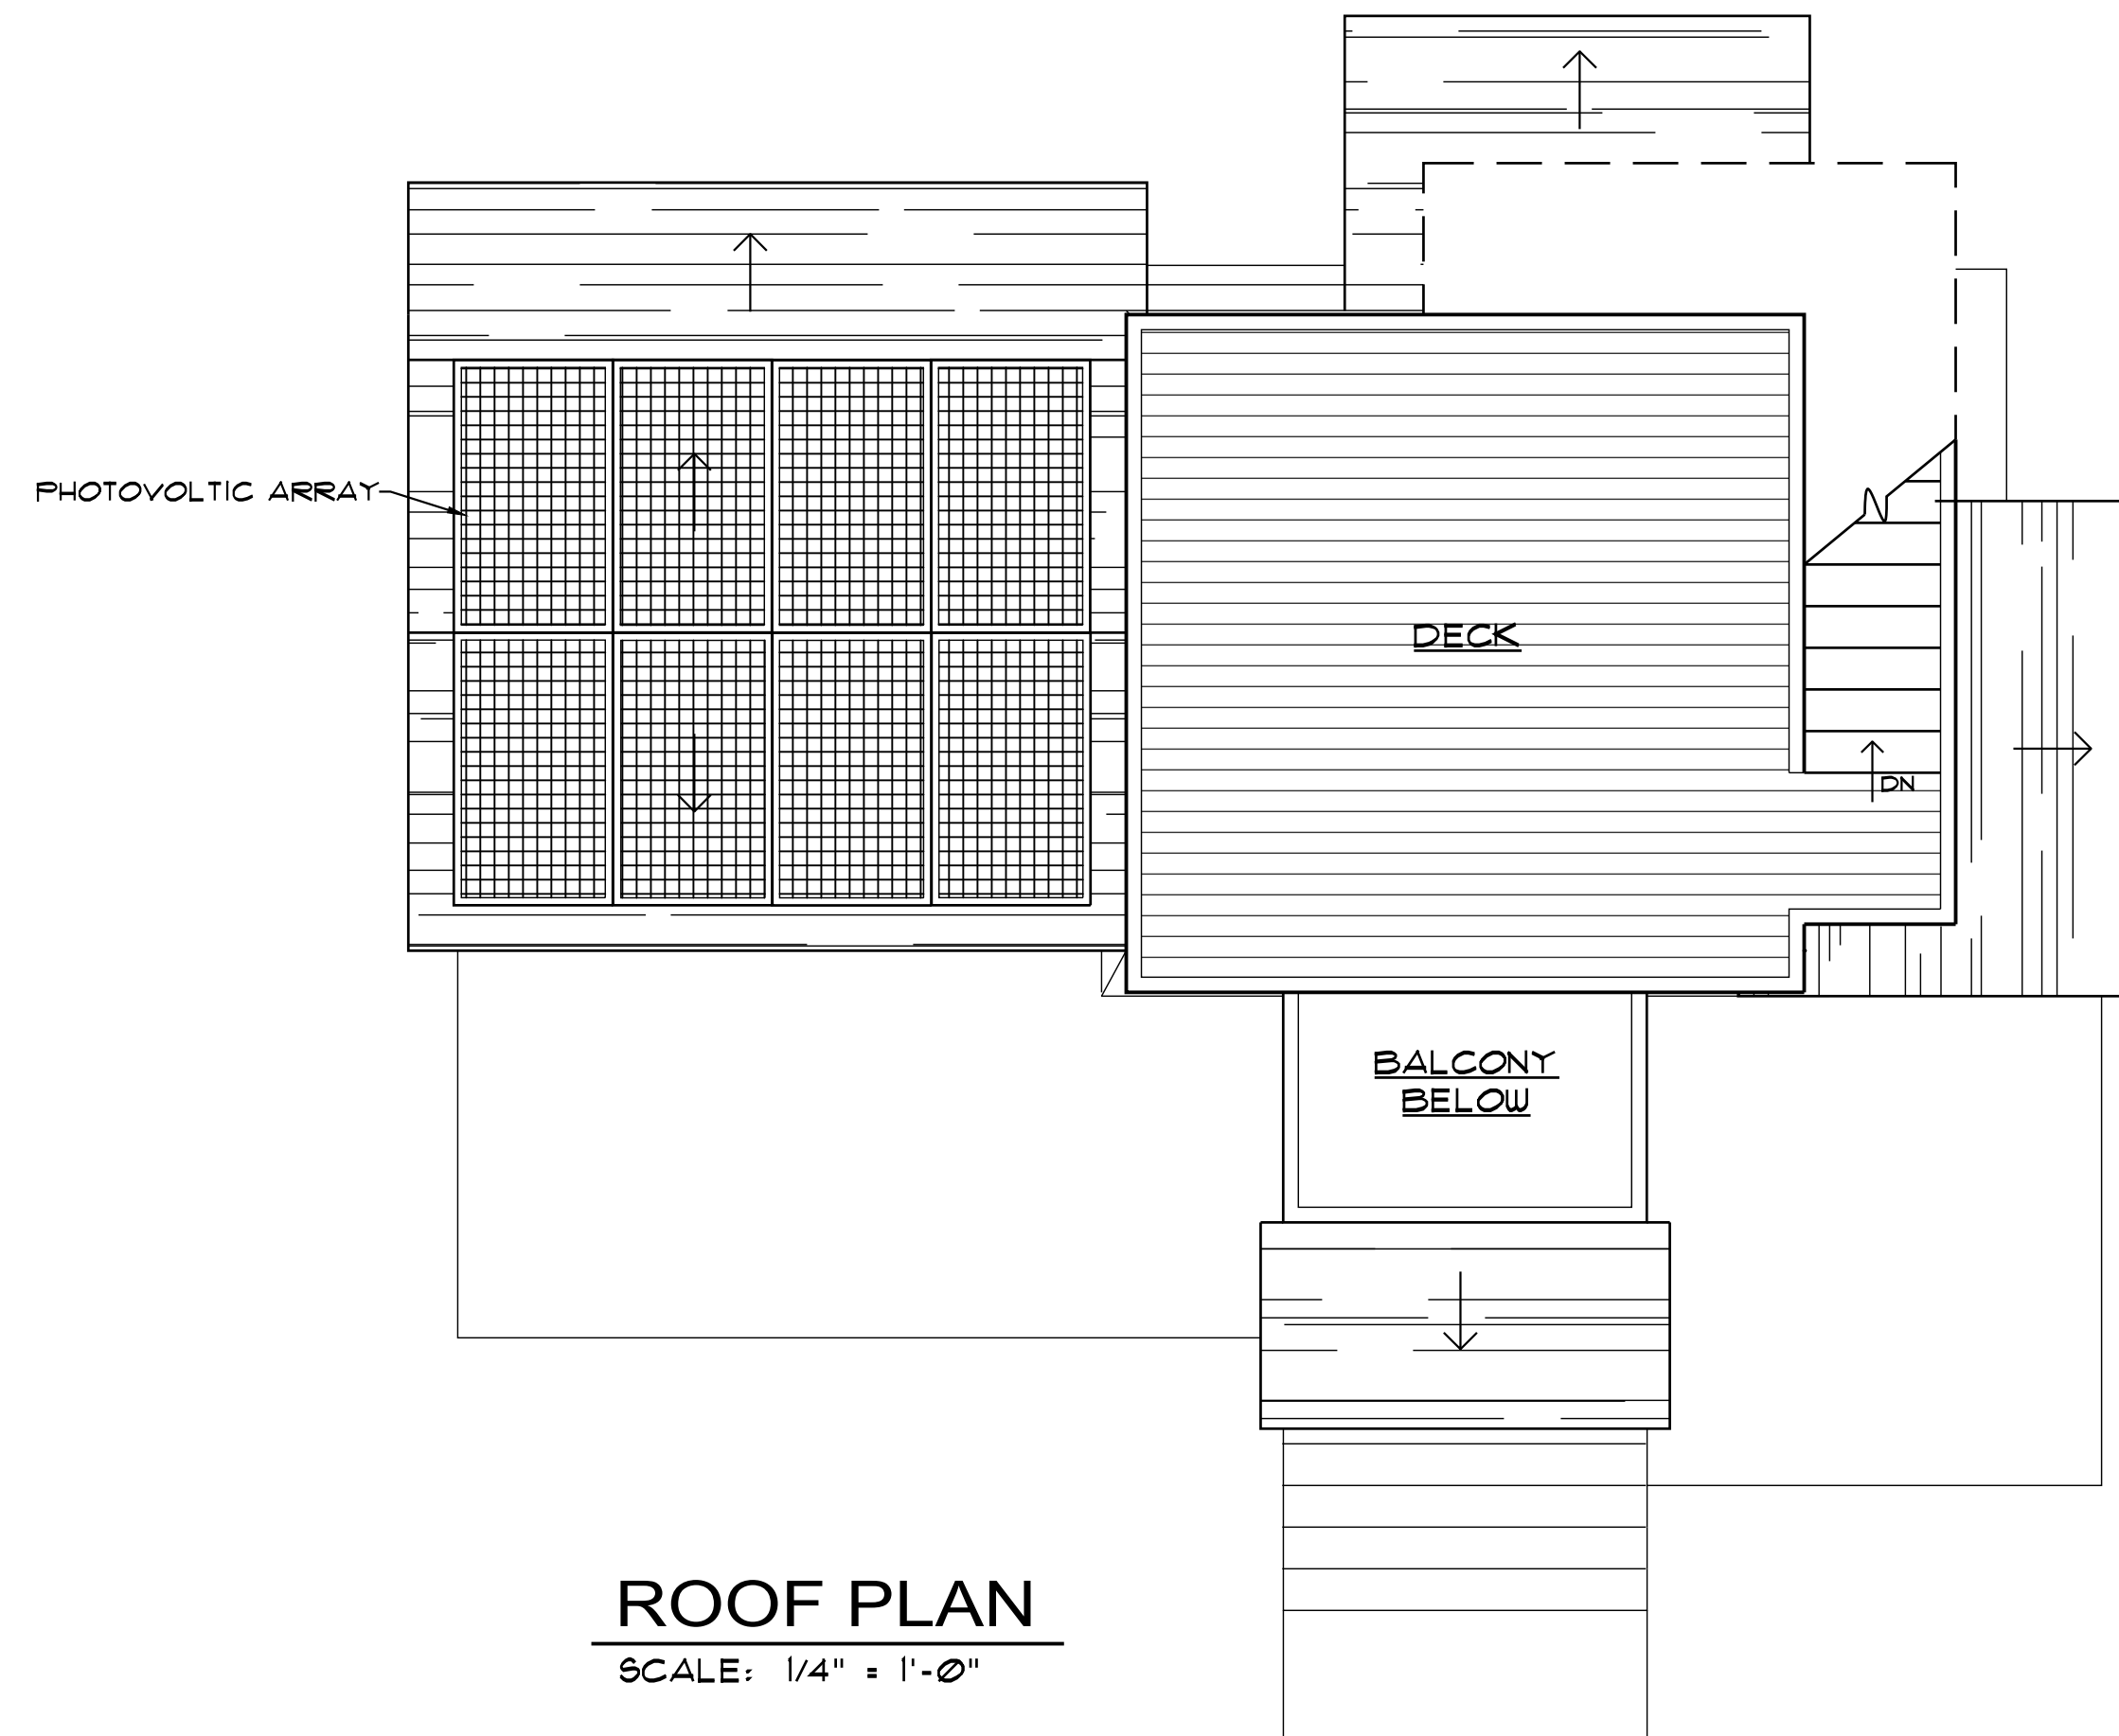 PHOTOVOLTIC ARRAY
DECK
DN
BALCONY
BELOW
ROOF PLAN
SCALE: 1/4" = 1'-0"